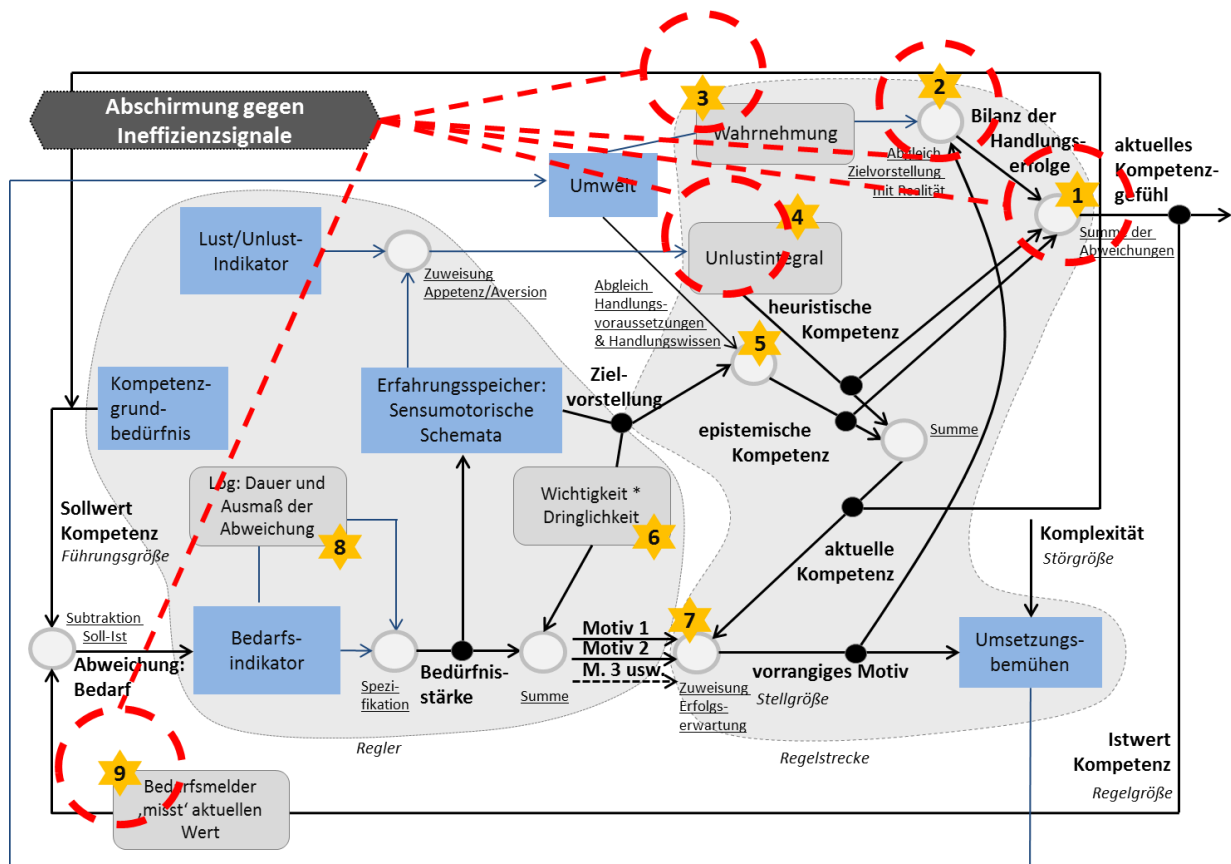 Abschirmung gegen
Ineffizienzsignale
3
2
Wahrnehmung
Bilanz der
Handlungs-
erfolge
Abgleich
Zielvorstellung
mit Realität
aktuelles
Kompetenz-
gefühl
1
Summe der
Abweichungen
Umwelt
4
Unlustintegral
Lust/Unlust-
Indikator
Zuweisung
Appetenz/Aversion
Abgleich
Handlungs-
voraussetzungen
& Handlungswissen
heuristische
Kompetenz
5
Kompetenz-
grund-
bedürfnis
Erfahrungsspeicher:
Sensumotorische
Schemata
Ziel-
vorstellung
epistemische
Kompetenz
Summe
Log: Dauer und
Ausmaß der
Abweichung
8
Wichtigkeit *
Dringlichkeit
6
Sollwert
Kompetenz
Führungsgröße
aktuelle
Kompetenz
Komplexität
Störgröße
Subtraktion
Soll-Ist
Abweichung:
Bedarf
Bedarfs-
indikator
Spezi-
fikation
Bedürfnis-
stärke
Summe
Motiv 1
Motiv 2
M. 3 usw.
7
Zuweisung
Erfolgs-
erwartung
vorrangiges Motiv
Stellgröße
Umsetzungs-
bemühen
Regler
Regelstrecke
Istwert
Kompetenz
Regelgröße
9
Bedarfsmelder
‚misst‘ aktuellen
Wert